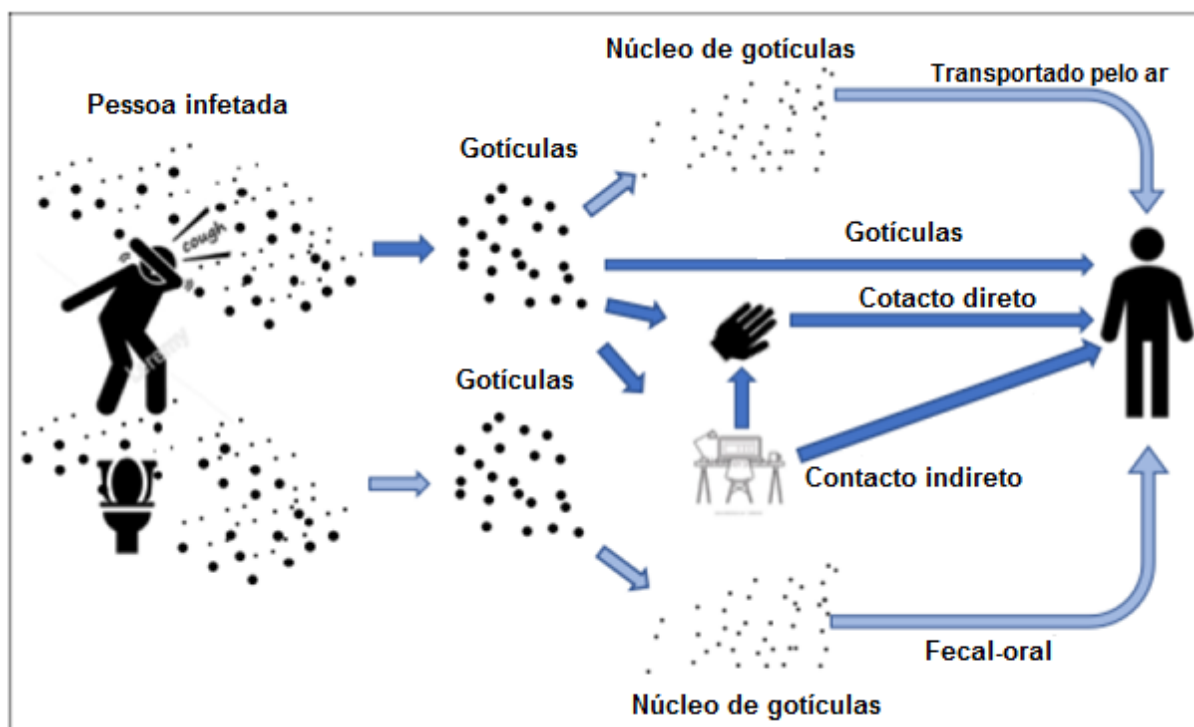 Núcleo de gotículas
Transportado pelo ar
Pessoa infetada
Gotículas
cough
Gotículas
Cotacto direto
Gotículas
Contacto indireto
Fecal-oral
Núcleo de gotículas